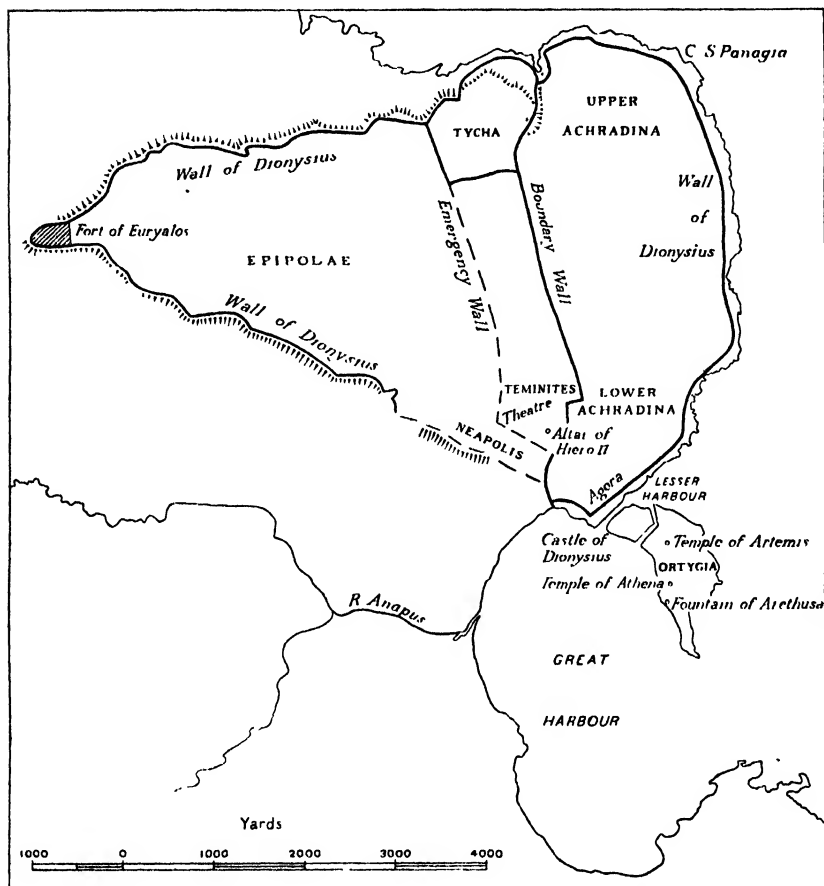 C S Panagia
UPPER
ACHRADINA
TYCHA
Wall of Dionysius
Wall
of
Dionysius
Boundary Wall
Emergency Wall
Fort of Euryalos
EPIPOLAE
Wall of Dionysius
TEMINITES
Theatre
LOWER
ACHRADINA
Altar of
Hiero II
NEAPOLIS
Agora
LESSER
HARBOUR
Castle of
Dionysius
Temple of Artemis
ORTYGIA
Temple of Athena
Fountain of Arethusa
R Anapus
GREAT
HARBOUR
Yards
1000 0 1000 2000 3000 4000